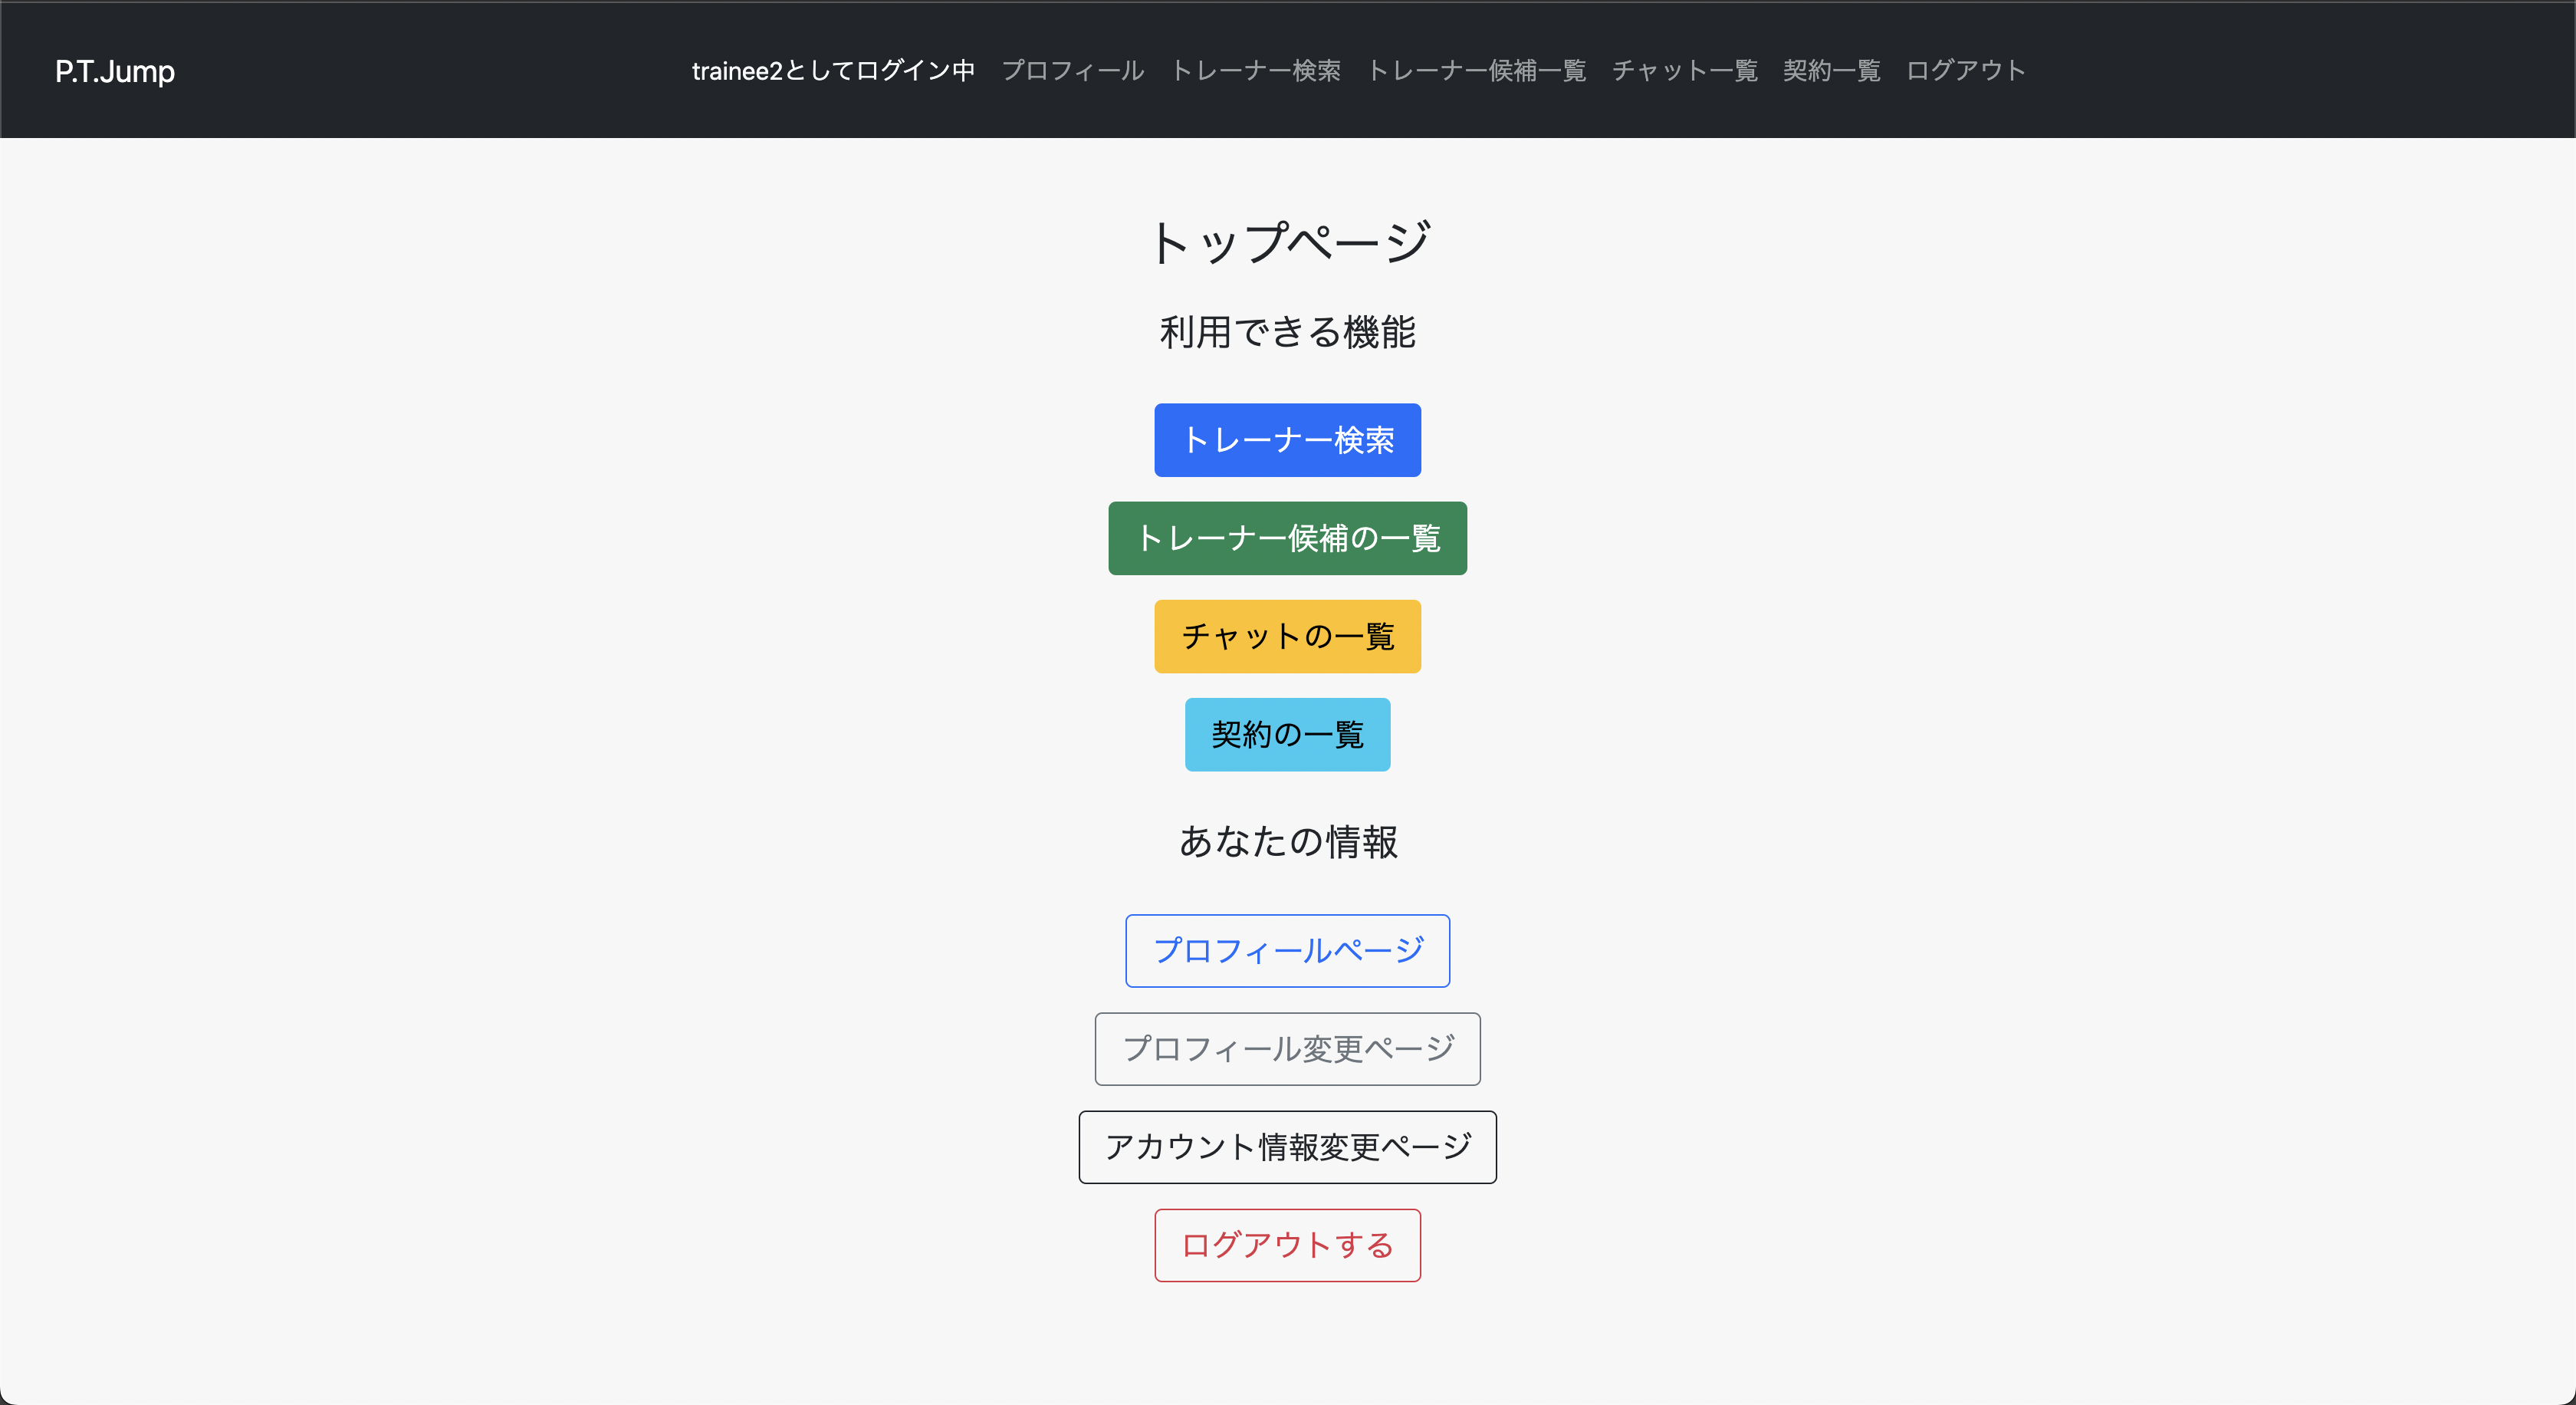 P.T.Jump
trainee2としてログイン中 プロフィール トレーナー検索 トレーナー候補一覧 チャット一覧 契約一覧 ログアウト
トップページ
利用できる機能
トレーナー検索
トレーナー候補の一覧
チャットの一覧
契約の一覧
あなたの情報
プロフィールページ
プロフィール変更ページ
アカウント情報変更ページ
ログアウトする